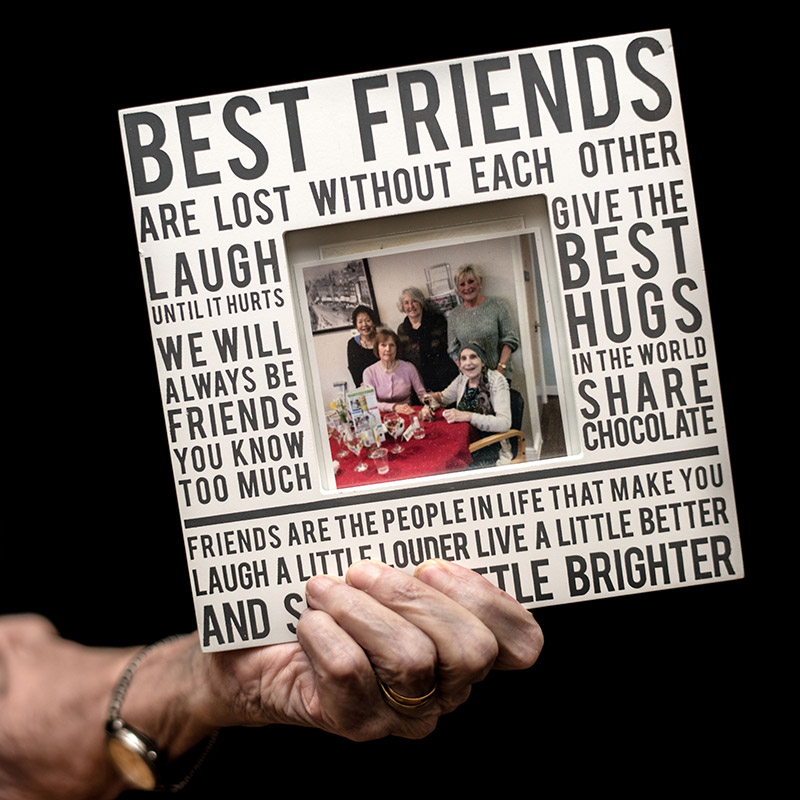 BEST FRIENDS
ARE LOST WITHOUT EACH OTHER
LAUGH
UNTIL IT HURTS
WE WILL
ALWAYS BE
FRIENDS
YOU KNOW
TOO MUCH
GIVE THE
BEST
HUGS
IN THE WORLD
SHARE
CHOCOLATE
FRIENDS ARE THE PEOPLE IN LIFE THAT MAKE YOU
LAUGH A LITTLE LOUDER LIVE A LITTLE BETTER
AND BRIGHTER